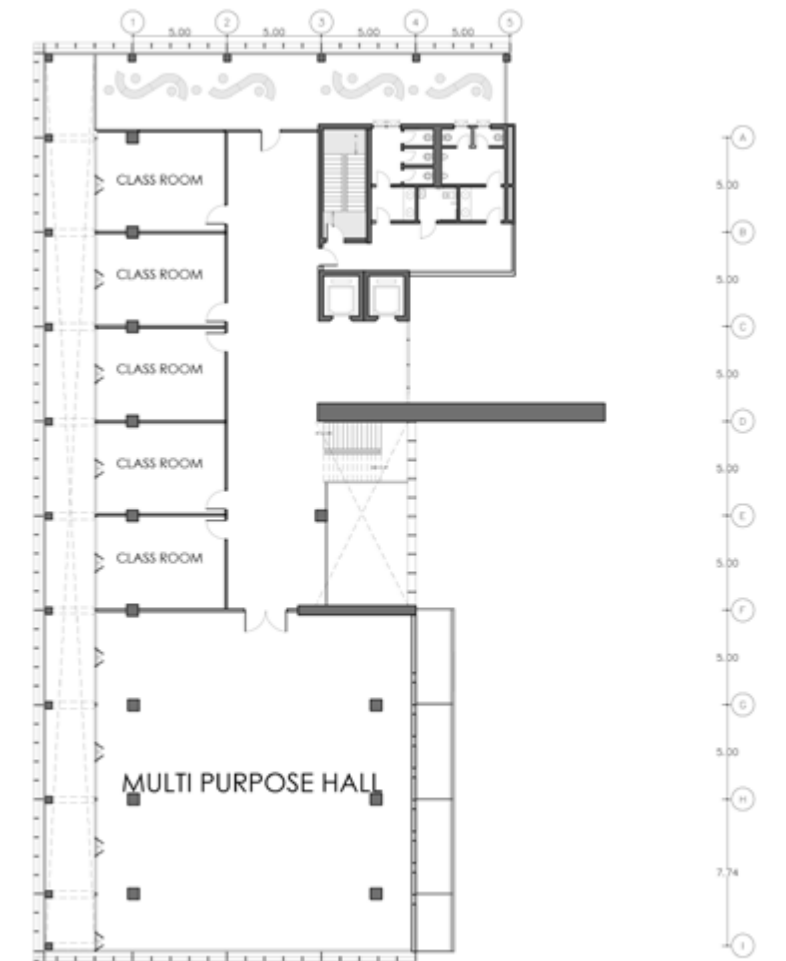 1 2 3 4 5
5.00 5.00 5.00 5.00
A
CLASS ROOM
5.00
B
CLASS ROOM
5.00
C
CLASS ROOM
5.00
D
CLASS ROOM
5.00
E
CLASS ROOM
5.00
F
5.00
G
5.00
MULTI PURPOSE HALL
H
7.74
I